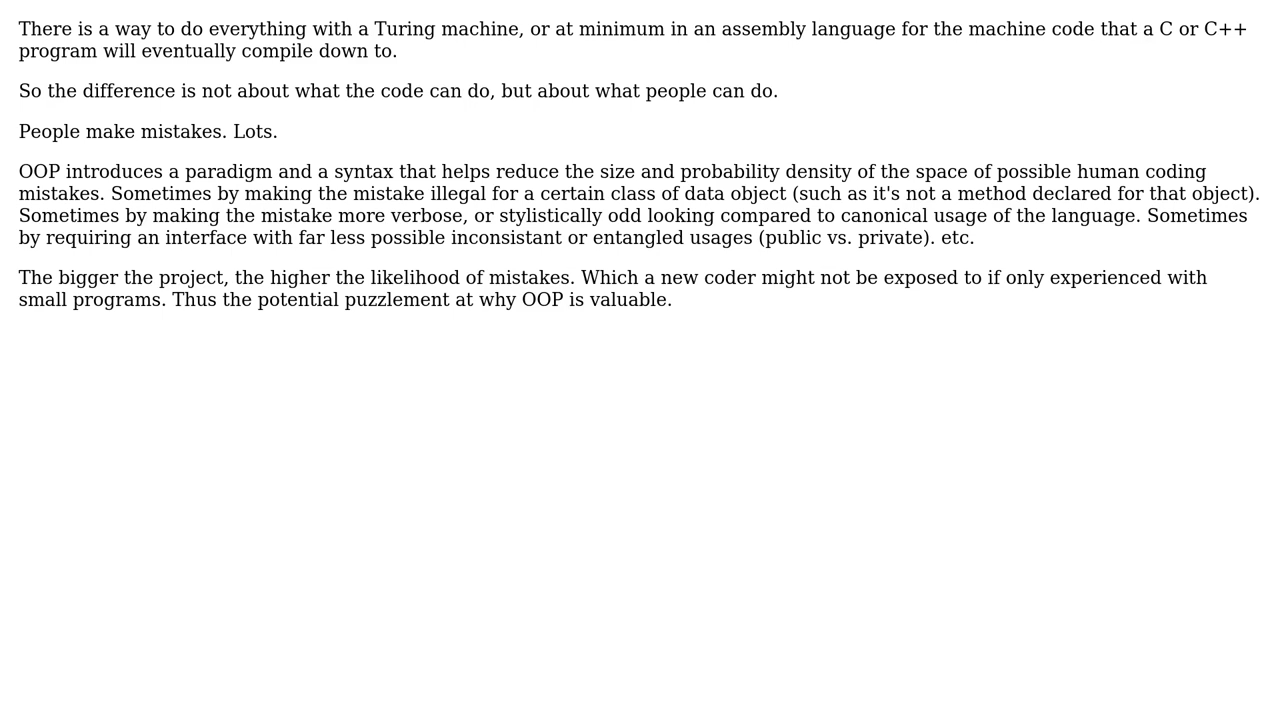 There is a way to do everything with a Turing machine, or at minimum in an assembly language for the machine code that a C or C++
program will eventually compile down to.
So the difference is not about what the code can do, but about what people can do.
People make mistakes. Lots.
OOP introduces a paradigm and a syntax that helps reduce the size and probability density of the space of possible human coding
mistakes. Sometimes by making the mistake illegal for a certain class of data object (such as it's not a method declared for that object).
Sometimes by making the mistake more verbose, or stylistically odd looking compared to canonical usage of the language. Sometimes
by requiring an interface with far less possible inconsistant or entangled usages (public vs. private). etc.
The bigger the project, the higher the likelihood of mistakes. Which a new coder might not be exposed to if only experienced with
small programs. Thus the potential puzzlement at why OOP is valuable.